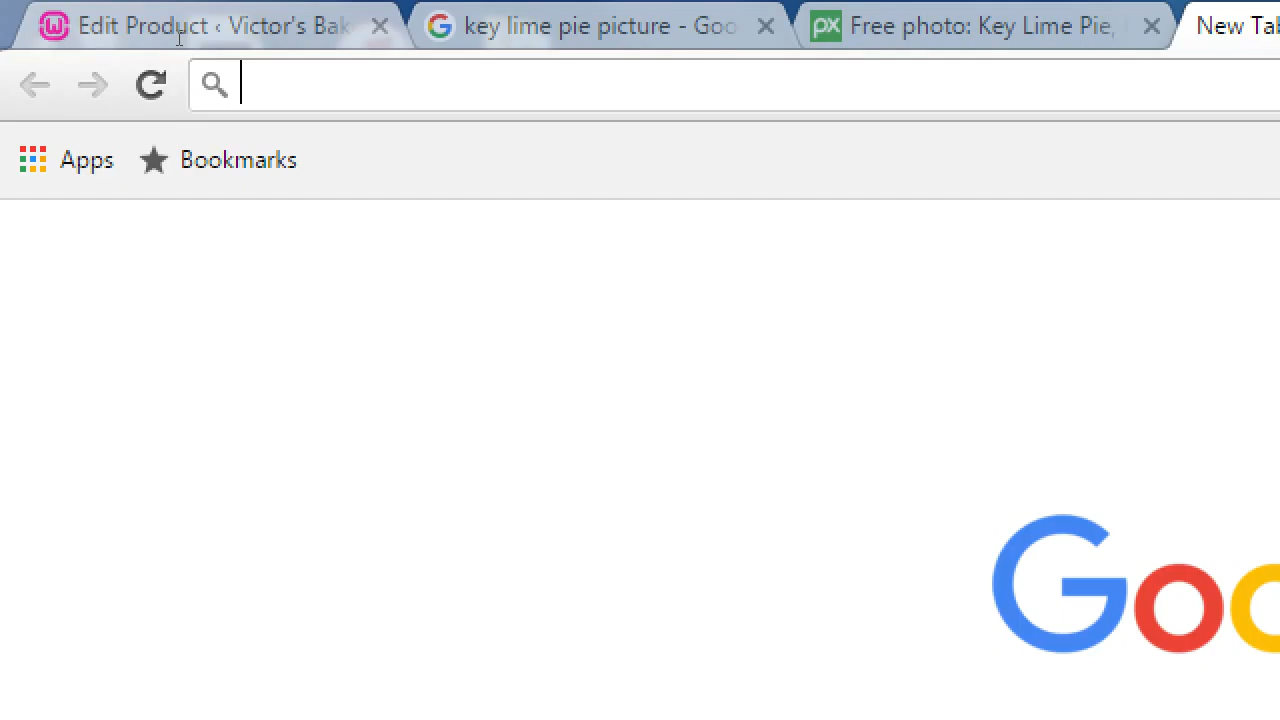 Edit Product ‹ Victor's Bak
key lime pie picture - Goo
px Free photo: Key Lime Pie,
New Tab
Apps
Bookmarks
Goo